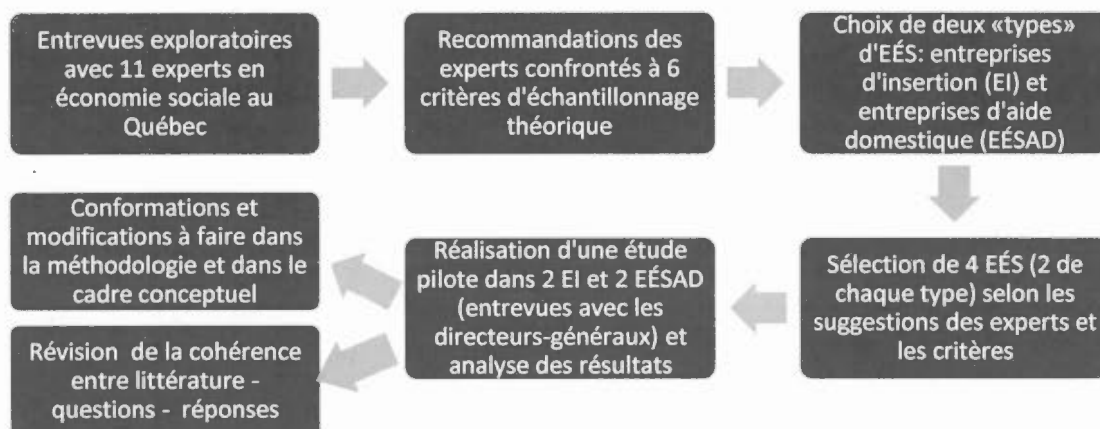 Entrevues exploratoires
avec 11 experts en
économie sociale au
Québec
Recommandations des
experts confrontés à 6
critères d'échantillonnage
théorique
Choix de deux «types»
d'EÉS: entreprises
d'insertion (EI) et
entreprises d'aide
domestique (EÉSAD)
Sélection de 4 EÉS (2 de
chaque type) selon les
suggestions des experts et
les critères
Réalisation d'une étude
pilote dans 2 EI et 2 EÉSAD
(entrevues avec les
directeurs-généraux) et
analyse des résultats
Conformations et
modifications à faire dans
la méthodologie et dans le
cadre conceptuel
Révision de la cohérence
entre littérature -
questions - réponses